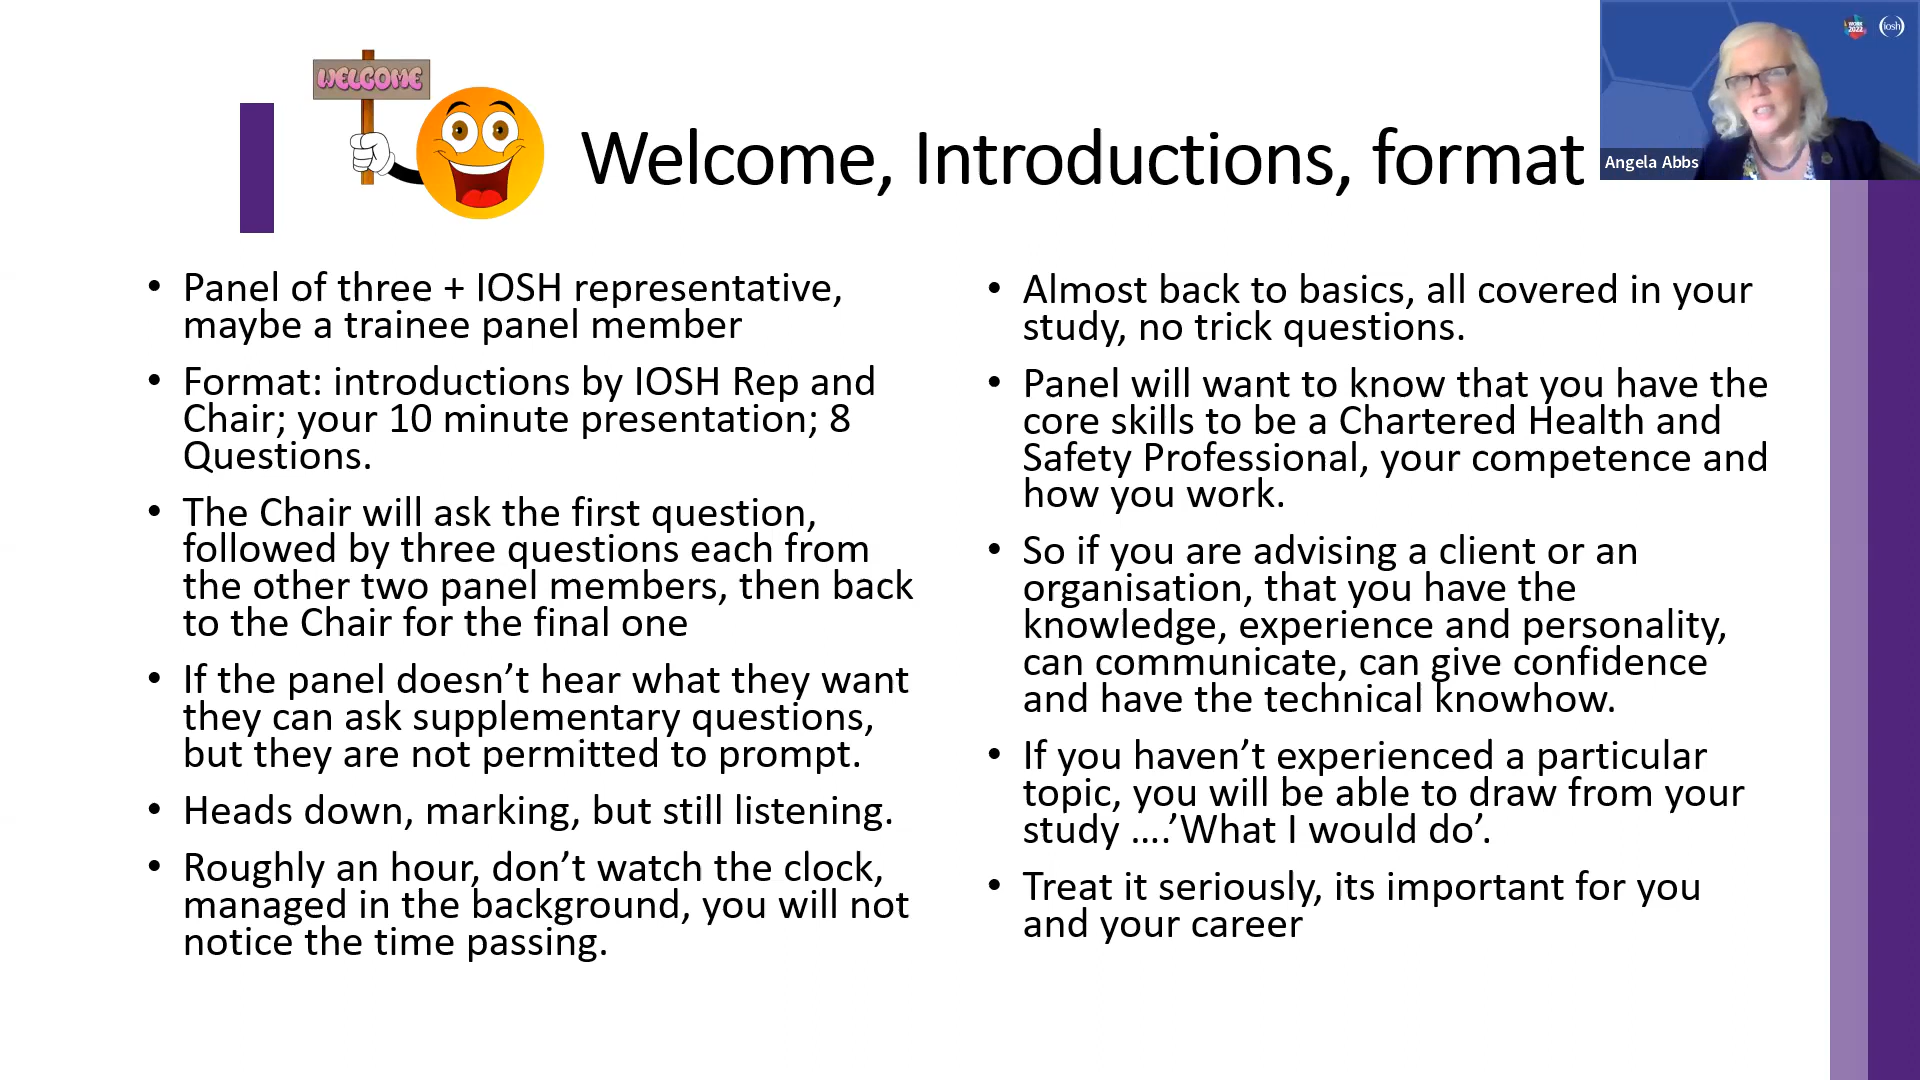 WELCOME
Welcome, Introductions, format
WORK
2022
iosh
Angela Abbs
• Panel of three + IOSH representative,
maybe a trainee panel member
• Format: introductions by IOSH Rep and
Chair; your 10 minute presentation; 8
Questions.
• The Chair will ask the first question,
followed by three questions each from
the other two panel members, then back
to the Chair for the final one
• If the panel doesn’t hear what they want
they can ask supplementary questions,
but they are not permitted to prompt.
• Heads down, marking, but still listening.
• Roughly an hour, don’t watch the clock,
managed in the background, you will not
notice the time passing.
• Almost back to basics, all covered in your
study, no trick questions.
• Panel will want to know that you have the
core skills to be a Chartered Health and
Safety Professional, your competence and
how you work.
• So if you are advising a client or an
organisation, that you have the
knowledge, experience and personality,
can communicate, can give confidence
and have the technical knowhow.
• If you haven’t experienced a particular
topic, you will be able to draw from your
study ....’What I would do’.
• Treat it seriously, its important for you
and your career